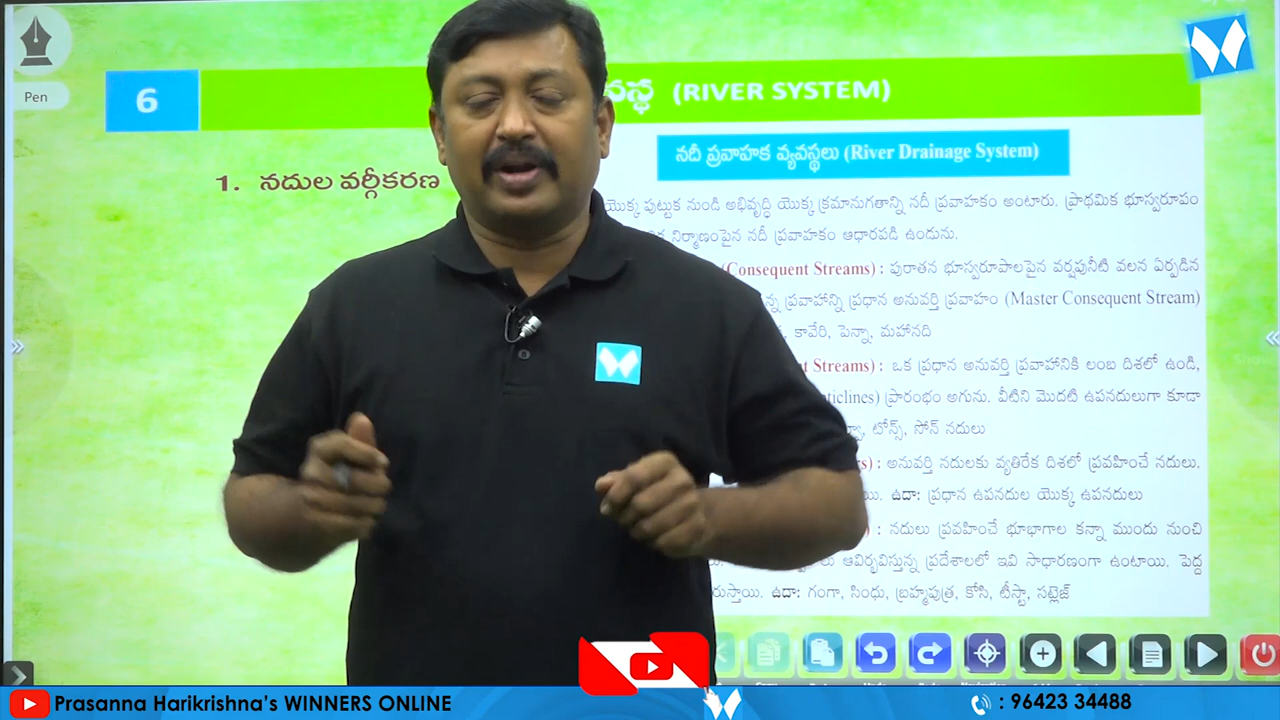 Pen
6
(RIVER SYSTEM)
నదీ ప్రవాహక వ్యవస్థలు (River Drainage System)
1. నదుల వర్గీకరణ
యొక్క పుట్టుక నుండి అభివృద్ధి యొక్క క్రమానుగతాన్ని నదీ ప్రవాహకం అంటారు. ప్రాథమిక భూస్వరూపం
నిర్మాణంపైన నదీ ప్రవాహకం ఆధారపడి ఉండును.
(Consequent Streams) : పురాతన భూస్వరూపాలపైన వర్షపునీటి వలన ఏర్పడిన
ప్రవాహాన్ని ప్రధాన అనువర్తి ప్రవాహం (Master Consequent Stream)
కావేరి, పెన్నా, మహానది
Streams) : ఒక ప్రధాన అనువర్తి ప్రవాహానికి లంబ దిశలో ఉండి,
ప్రారంభం అగును. వీటిని మొదటి ఉపనదులుగా కూడా
టోన్స్, సోన్ నదులు
: అనువర్తి నదులకు వ్యతిరేక దిశలో ప్రవహించే నదులు.
ఉదా: ప్రధాన ఉపనదుల యొక్క ఉపనదులు
: నదులు ప్రవహించే భూభాగాల కన్నా ముందు నుంచి
ఆవిర్భవిస్తున్న ప్రదేశాలలో ఇవి సాధారణంగా ఉంటాయి. పెద్ద
ఉదా: గంగా, సింధు, బ్రహ్మపుత్ర, కోసి, టీస్టా, సట్లెజ్
Prasanna Harikrishna's WINNERS ONLINE
: 96423 34488